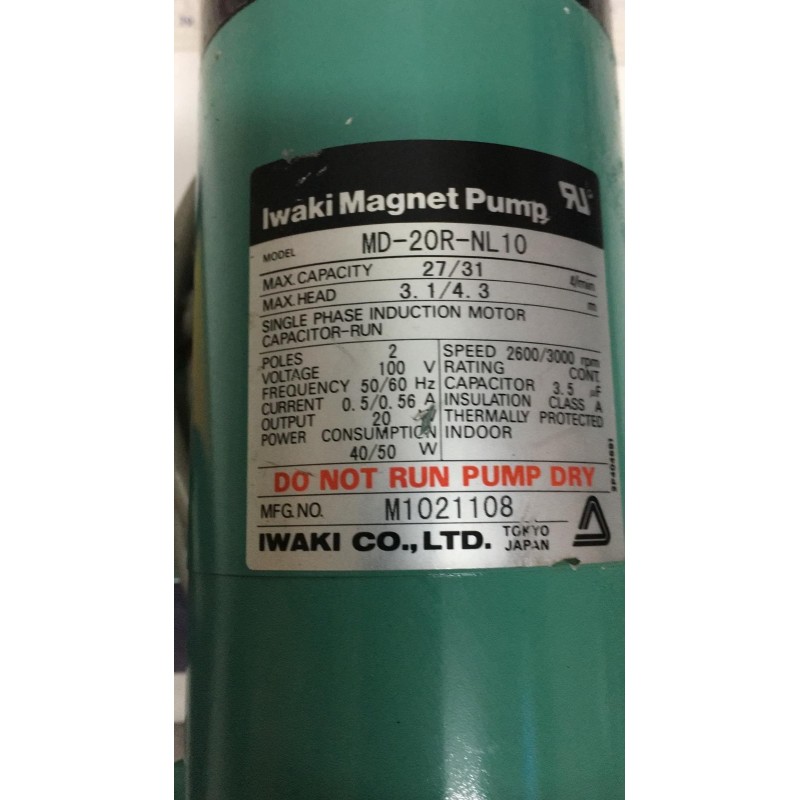 Iwaki Magnet Pump
MODEL MD-20R-NL10
MAX. CAPACITY 27/31 ℓ/min
MAX. HEAD 3.1/4.3 m
SINGLE PHASE INDUCTION MOTOR
CAPACITOR-RUN
POLES 2
VOLTAGE 100 V
FREQUENCY 50/60 Hz
CURRENT 0.5/0.56 A
OUTPUT 20
POWER CONSUMPTION
40/50 W
SPEED 2600/3000 rpm
RATING CONT.
CAPACITOR 3.5 μF
INSULATION CLASS A
THERMALLY PROTECTED
INDOOR
DO NOT RUN PUMP DRY
MFG. NO. M1021108
IWAKI CO., LTD. TOKYO
JAPAN